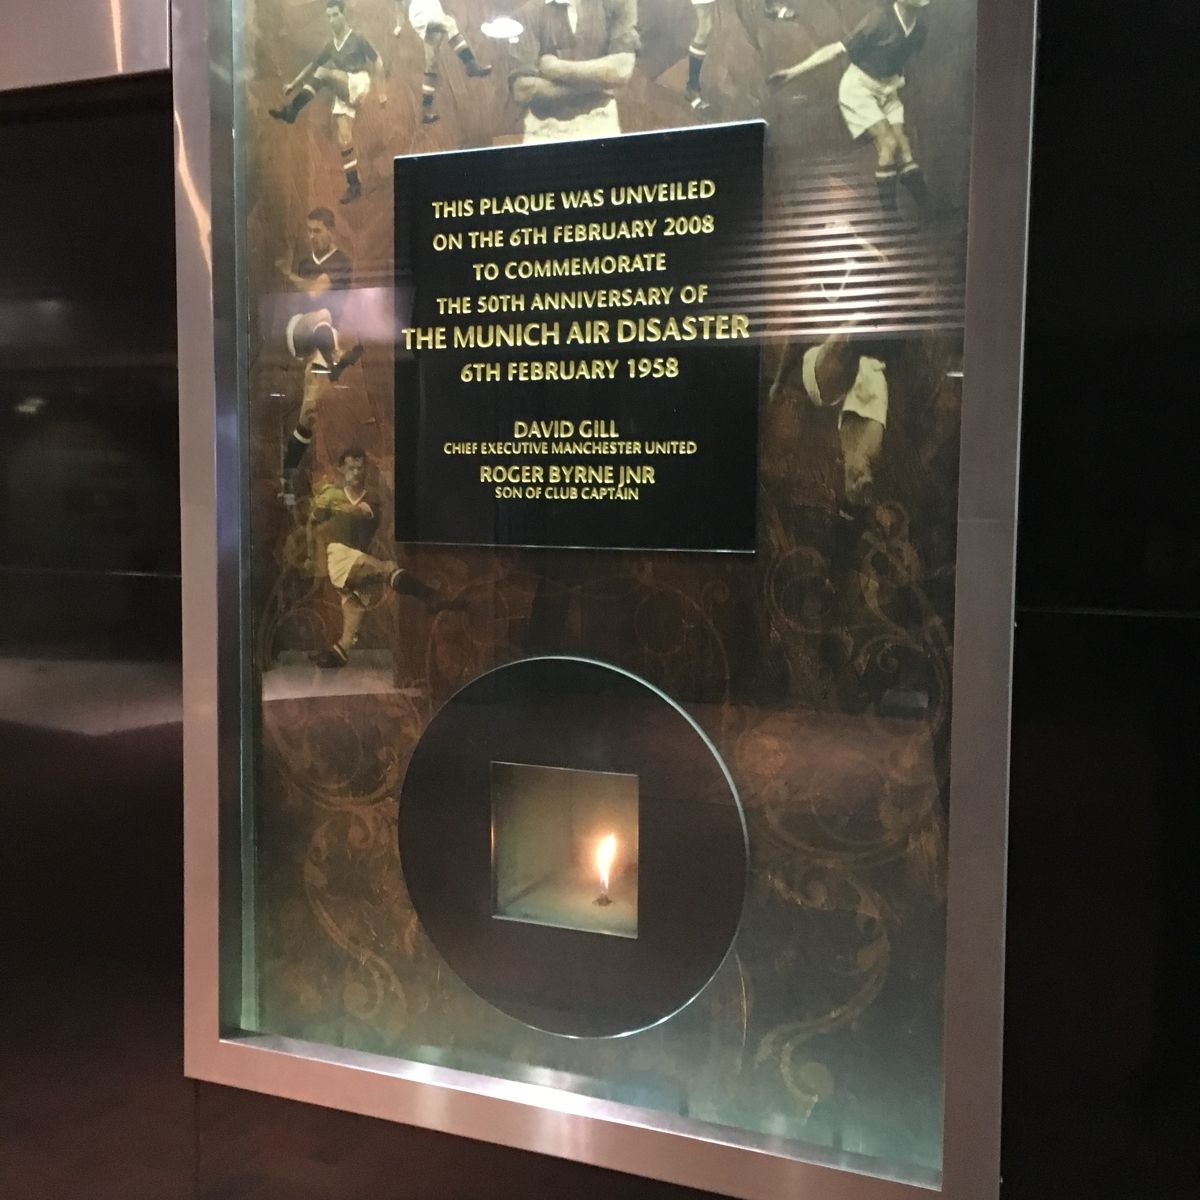 THIS PLAQUE WAS UNVEILED
ON THE 6TH FEBRUARY 2008
TO COMMEMORATE
THE 50TH ANNIVERSARY OF
THE MUNICH AIR DISASTER
6TH FEBRUARY 1958
DAVID GILL
CHIEF EXECUTIVE MANCHESTER UNITED
ROGER BYRNE JNR
SON OF CLUB CAPTAIN